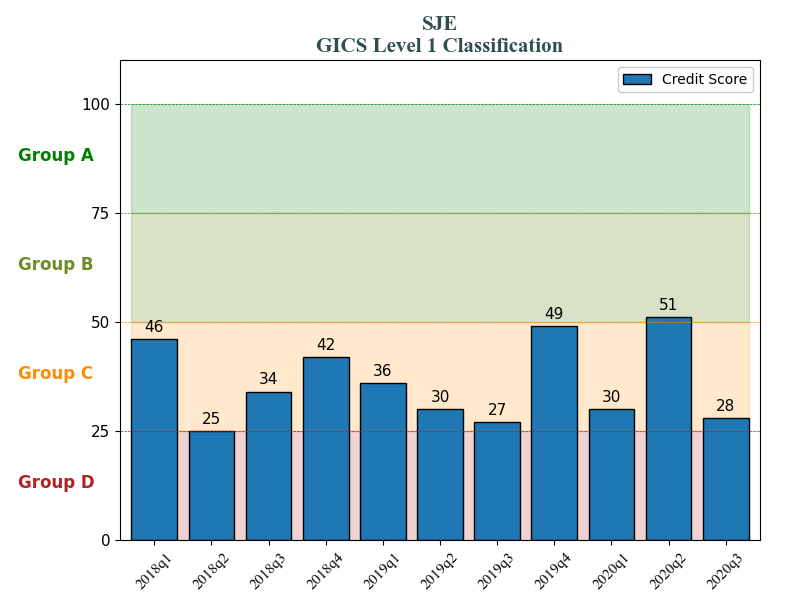 SJE
GICS Level 1 Classification
Credit Score
100
Group A
75
Group B
50
Group C
25
Group D
0
46
25
34
42
36
30
27
49
30
51
28
2018q1
2018q2
2018q3
2018q4
2019q1
2019q2
2019q3
2019q4
2020q1
2020q2
2020q3